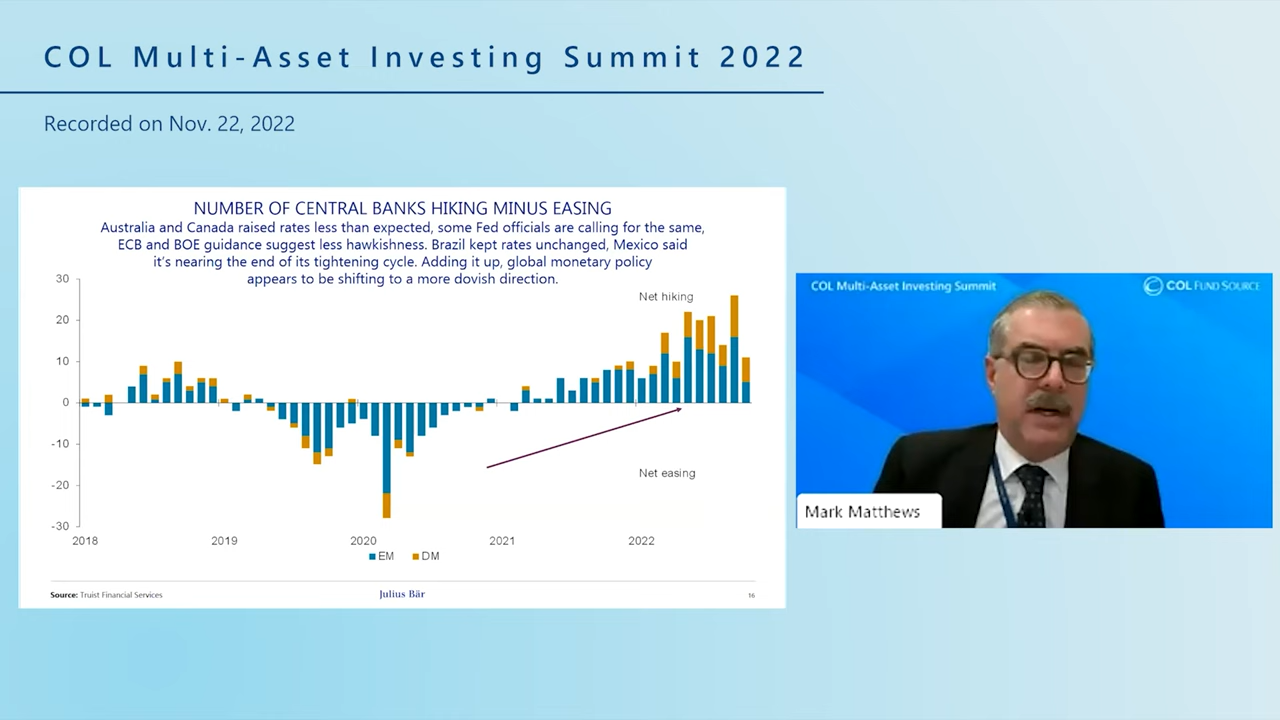 COL Multi-Asset Investing Summit 2022
Recorded on Nov. 22, 2022
NUMBER OF CENTRAL BANKS HIKING MINUS EASING
Australia and Canada raised rates less than expected, some Fed officials are calling for the same,
ECB and BOE guidance suggest less hawkishness. Brazil kept rates unchanged, Mexico said
it's nearing the end of its tightening cycle. Adding it up, global monetary policy
appears to be shifting to a more dovish direction.
30
20
10
0
-10
-20
-30
Net hiking
Net easing
2018 2019 2020 2021 2022
EM DM
Source: Truist Financial Services
Julius Bär
16
COL Multi-Asset Investing Summit
COL FUND SOURCE
Mark Matthews